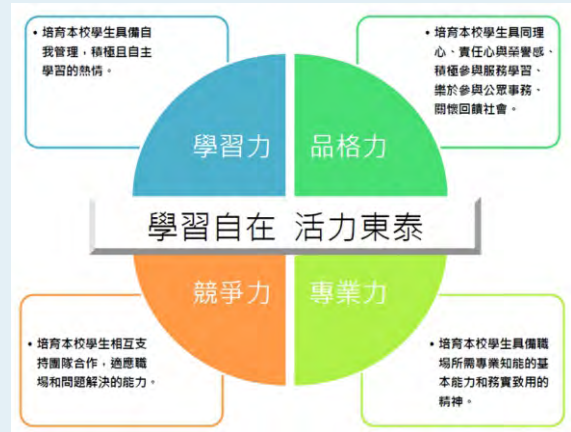 • 培育本校學生具備自
我管理，積極且自主
學習的熱情。
• 培育本校學生具同理
心、責任心與榮譽感、
積極參與服務學習、
樂於參與公眾事務、
關懷回饋社會。
學習力
品格力
學習自在 活力東泰
競爭力
專業力
• 培育本校學生相互支
持團隊合作，適應職
場和問題解決的能力。
• 培育本校學生具備職
場所需專業知能的基
本能力和務實致用的
精神。